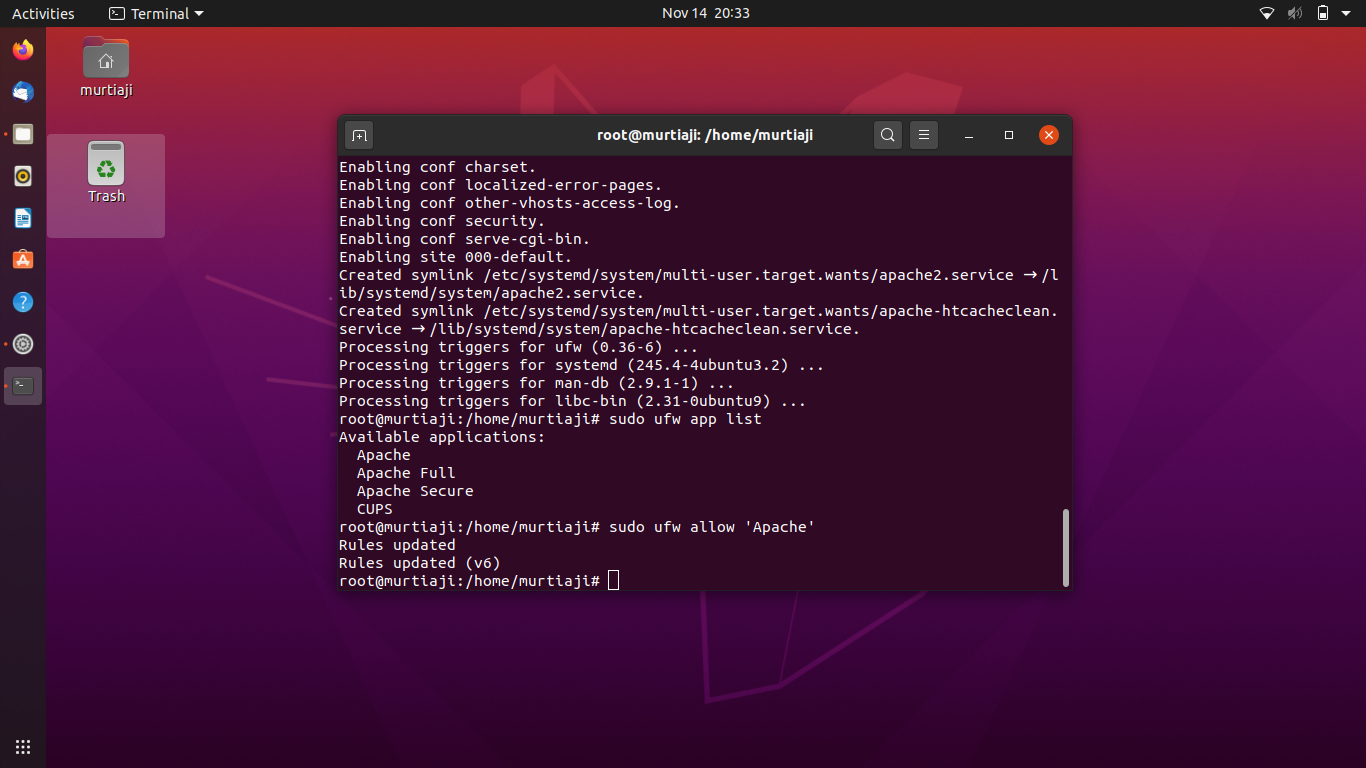 Activities
Terminal
Nov 14 20:33
murtiaji
Trash
root@murtiaji: /home/murtiaji
Enabling conf charset.
Enabling conf localized-error-pages.
Enabling conf other-vhosts-access-log.
Enabling conf security.
Enabling conf serve-cgi-bin.
Enabling site 000-default.
Created symlink /etc/systemd/system/multi-user.target.wants/apache2.service → /l
ib/systemd/system/apache2.service.
Created symlink /etc/systemd/system/multi-user.target.wants/apache-htcacheclean.
service → /lib/systemd/system/apache-htcacheclean.service.
Processing triggers for ufw (0.36-6) ...
Processing triggers for systemd (245.4-4ubuntu3.2) ...
Processing triggers for man-db (2.9.1-1) ...
Processing triggers for libc-bin (2.31-0ubuntu9) ...
root@murtiaji:/home/murtiaji# sudo ufw app list
Available applications:
  Apache
  Apache Full
  Apache Secure
  CUPS
root@murtiaji:/home/murtiaji# sudo ufw allow 'Apache'
Rules updated
Rules updated (v6)
root@murtiaji:/home/murtiaji#